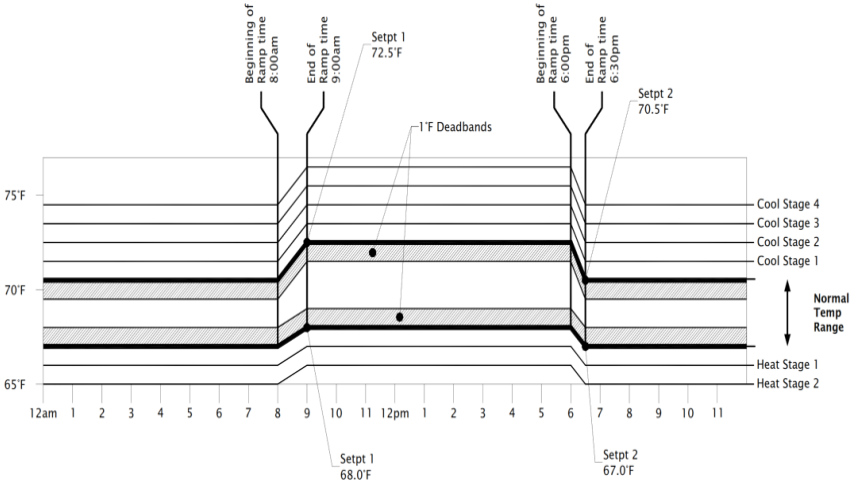 Beginning of
Ramp time
8:00am
End of
Ramp time
9:00am
Setpt 1
72.5°F
Beginning of
Ramp time
6:00pm
End of
Ramp time
6:30pm
Setpt 2
70.5°F
1°F Deadbands
75°F
70°F
65°F
Cool Stage 4
Cool Stage 3
Cool Stage 2
Cool Stage 1
Normal
Temp
Range
Heat Stage 1
Heat Stage 2
12am 1 2 3 4 5 6 7 8 9 10 11 12pm 1 2 3 4 5 6 7 8 9 10 11
Setpt 1
68.0°F
Setpt 2
67.0°F